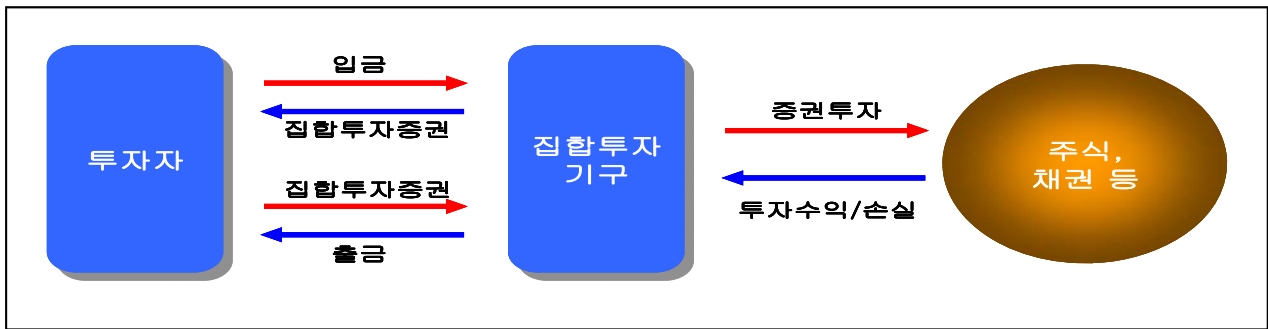 투자자
입금
집합투자증권
집합투자증권
출금
집합투자
기구
증권투자
투자수익/손실
주식,
채권 등